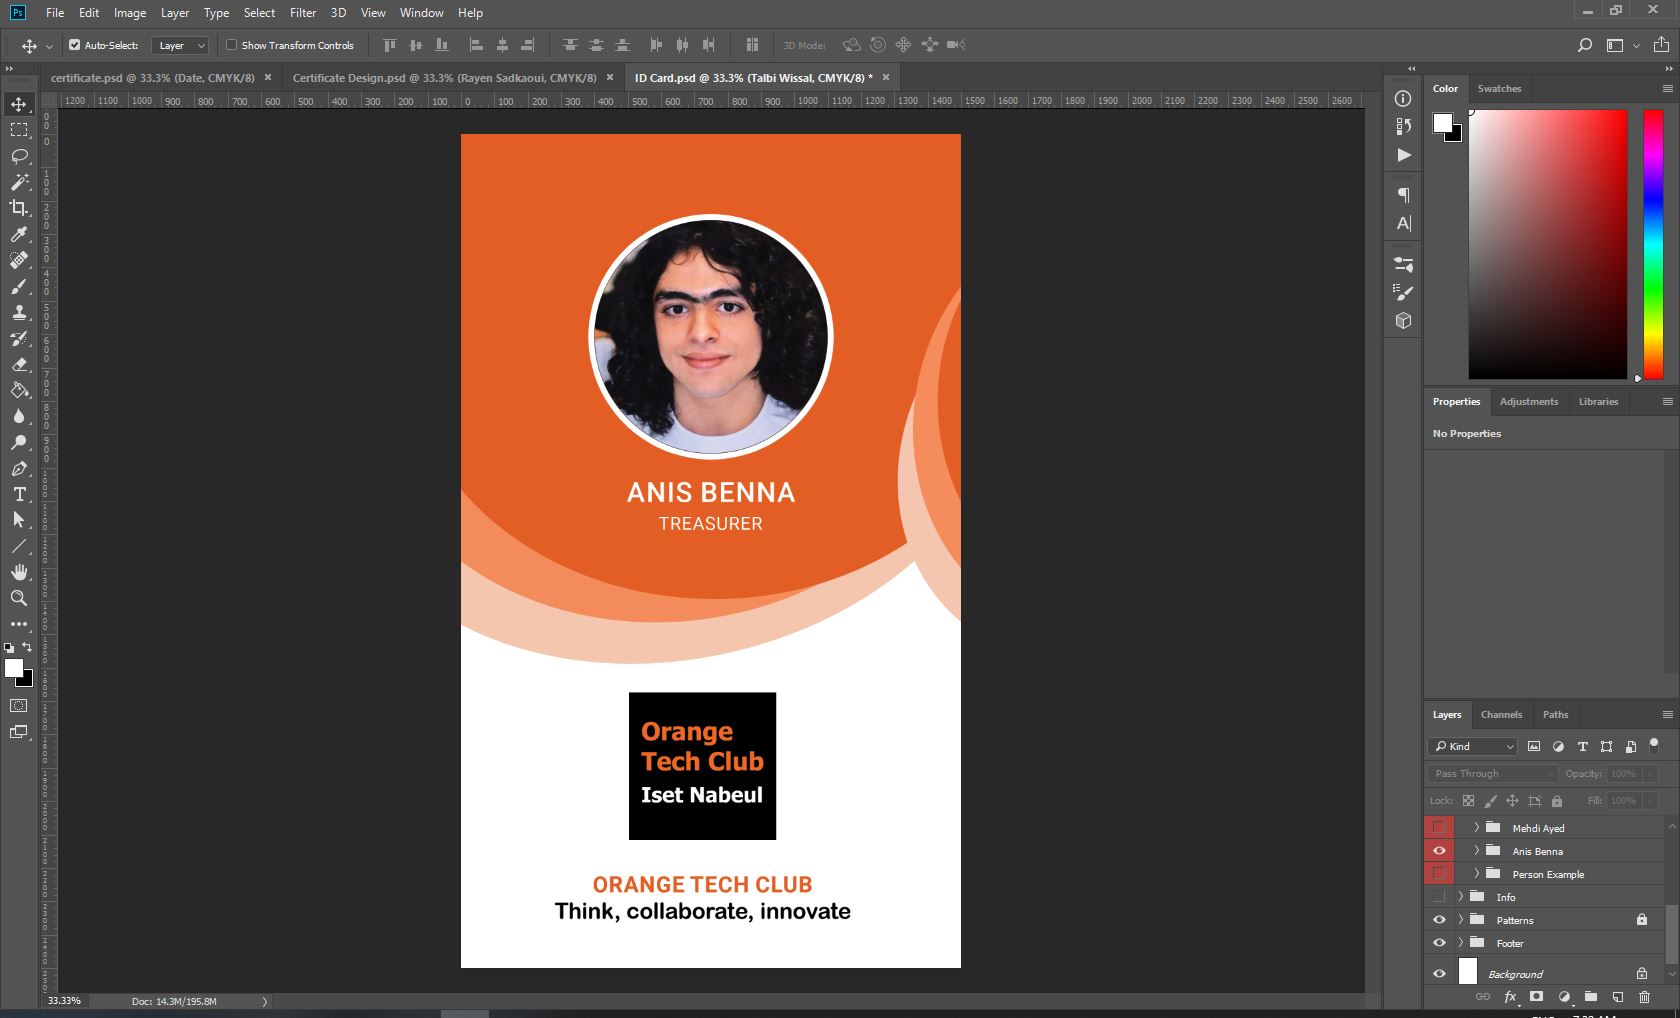 Ps File Edit Image Layer Type Select Filter 3D View Window Help
Auto-Select: Layer Show Transform Controls 3D Mode:
certificate.psd @ 33.3% (Date, CMYK/8) × Certificate Design.psd @ 33.3% (Rayen Sadkaoui, CMYK/8) × ID Card.psd @ 33.3% (Talbi Wissal, CMYK/8) * ×
1200 1100 1000 900 800 700 600 500 400 300 200 100 0 100 200 300 400 500 600 700 800 900 1000 1100 1200 1300 1400 1500 1600 1700 1800 1900 2000 2100 2200 2300 2400 2500 2600
ANIS BENNA
TREASURER
Orange
Tech Club
Iset Nabeul
ORANGE TECH CLUB
Think, collaborate, innovate
Color Swatches
Properties Adjustments Libraries
No Properties
Layers Channels Paths
Kind
Pass Through Opacity: 100%
Lock: Fill: 100%
Mehdi Ayed
Anis Benna
Person Example
Info
Patterns
Footer
Background
fx
33.33% Doc: 14.3M/195.8M